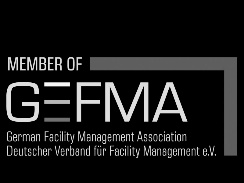 MEMBER OF
GEFMA
German Facility Management Association
Deutscher Verband für Facility Management e.V.